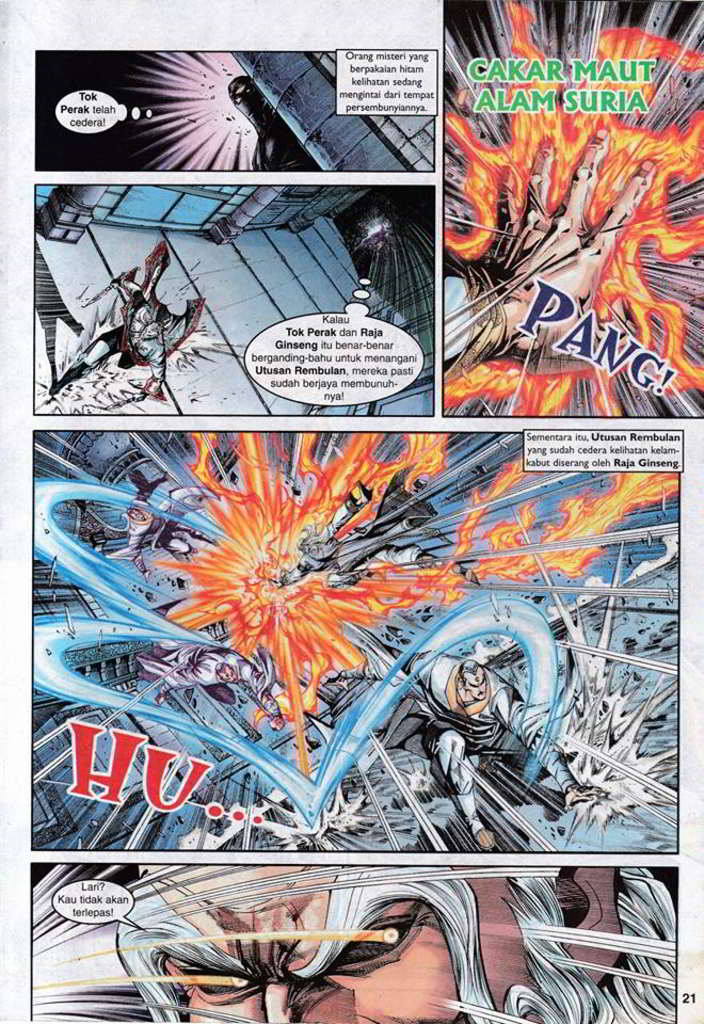 Orang misteri yang
berpakaian hitam
kelihatan sedang
mengintai dari tempat
persembunyiannya.
Tok
Perak telah
cedera!
Kalau
Tok Perak dan Raja
Ginseng itu benar-benar
berganding-bahu untuk menangani
Utusan Rembulan, mereka pasti
sudah berjaya membunuh-
nya!
CAKAR MAUT
ALAM SURIA
PANG!
Sementara itu, Utusan Rembulan
yang sudah cedera kelihatan kelam-
kabut diserang oleh Raja Ginseng.
HU...
Lari?
Kau tidak akan
terlepas!
21